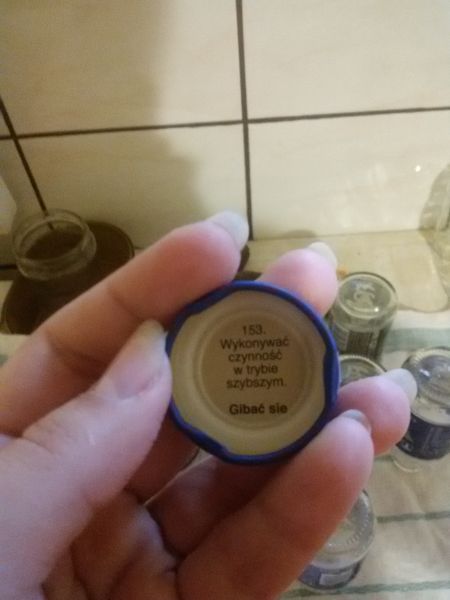 153.
Wykonywać
czynność
w trybie
szybszym.
Gibać sie